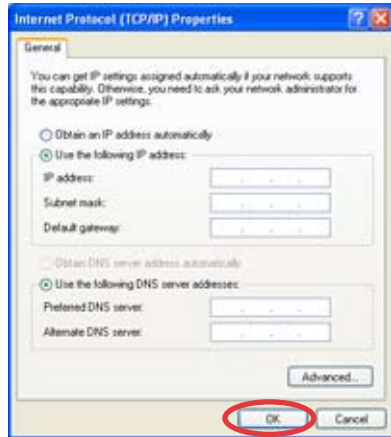 Internet Protocol (TCP/IP) Properties
General
You can get IP settings assigned automatically if your network supports
this capability. Otherwise, you need to ask your network administrator for
the appropriate IP settings.
Obtain an IP address automatically
Use the following IP address:
IP address:
Subnet mask:
Default gateway:
Obtain DNS server address automatically
Use the following DNS server addresses:
Preferred DNS server:
Alternate DNS server:
Advanced...
OK Cancel